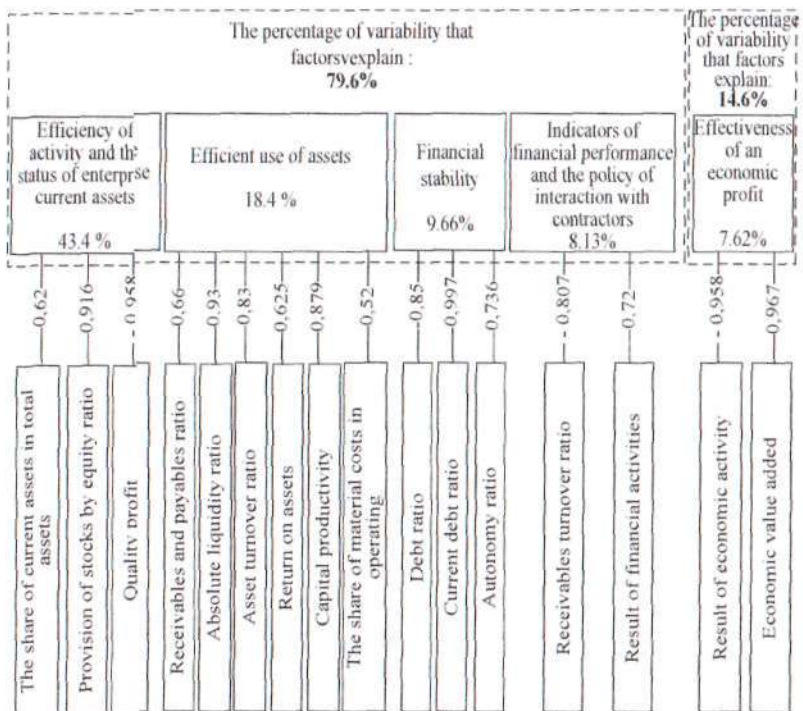 The percentage of variability that
factorsvexplain :
79.6%
The percentage
of variability
that factors
explain:
14.6%
Efficiency of
activity and the
status of enterprse
current assets
43.4 %
Efficient use of assets
18.4 %
Financial
stability
9.66%
Indicators of
financial performance
and the policy of
interaction with
contractors
8.13%
Effectiveness
of an
economic
profit
7.62%
0,62
0,916
- 0,958
0,66
0,93
0,83
0,625
0,879
0,52
0,85
0,997
0,736
- 0,807
0,72
- 0,958
0,967
The share of current assets in total
assets
Provision of stocks by equity ratio
Quality profit
Receivables and payables ratio
Absolute liquidity ratio
Asset turnover ratio
Return on assets
Capital productivity
The share of material costs in
operating
Debt ratio
Current debt ratio
Autonomy ratio
Receivables turnover ratio
Result of financial activities
Result of economic activity
Economic value added